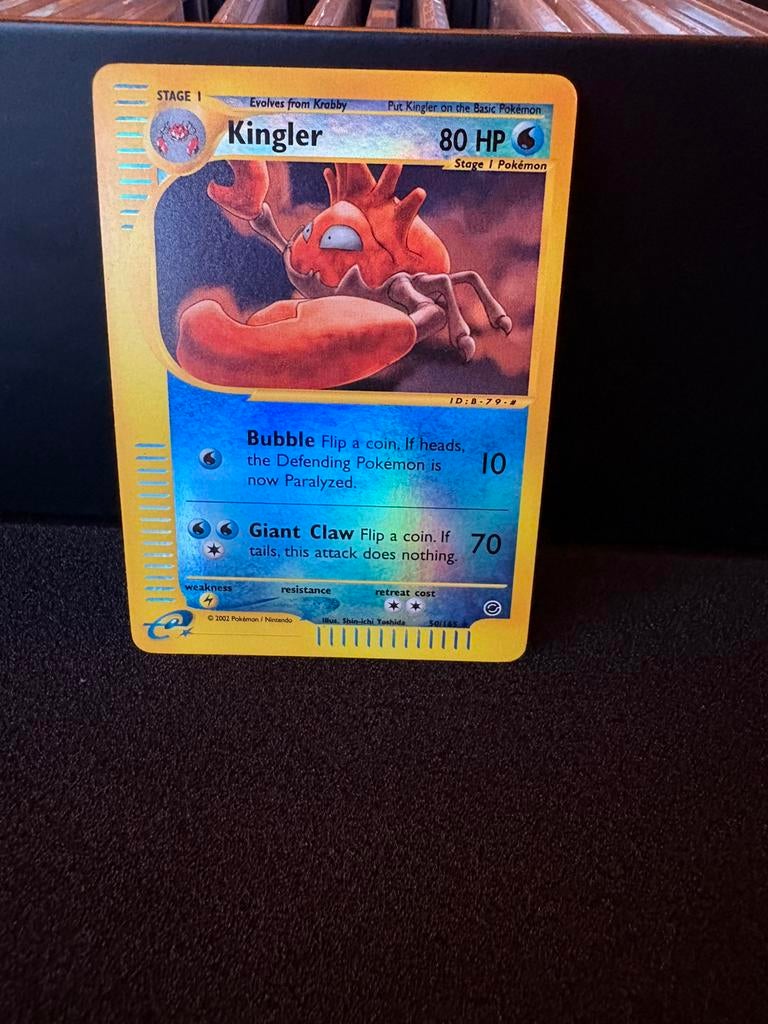 STAGE 1
Evolves from Krabby
Put Kingler on the Basic Pokémon
Kingler
80 HP
Stage 1 Pokémon
ID:B-79-#
Bubble Flip a coin. If heads,
the Defending Pokémon is
now Paralyzed.
10
Giant Claw Flip a coin. If
tails, this attack does nothing.
70
weakness
resistance
retreat cost
e
© 2002 Pokémon / Nintendo
Illus. Shin-ichi Yoshida
50/165